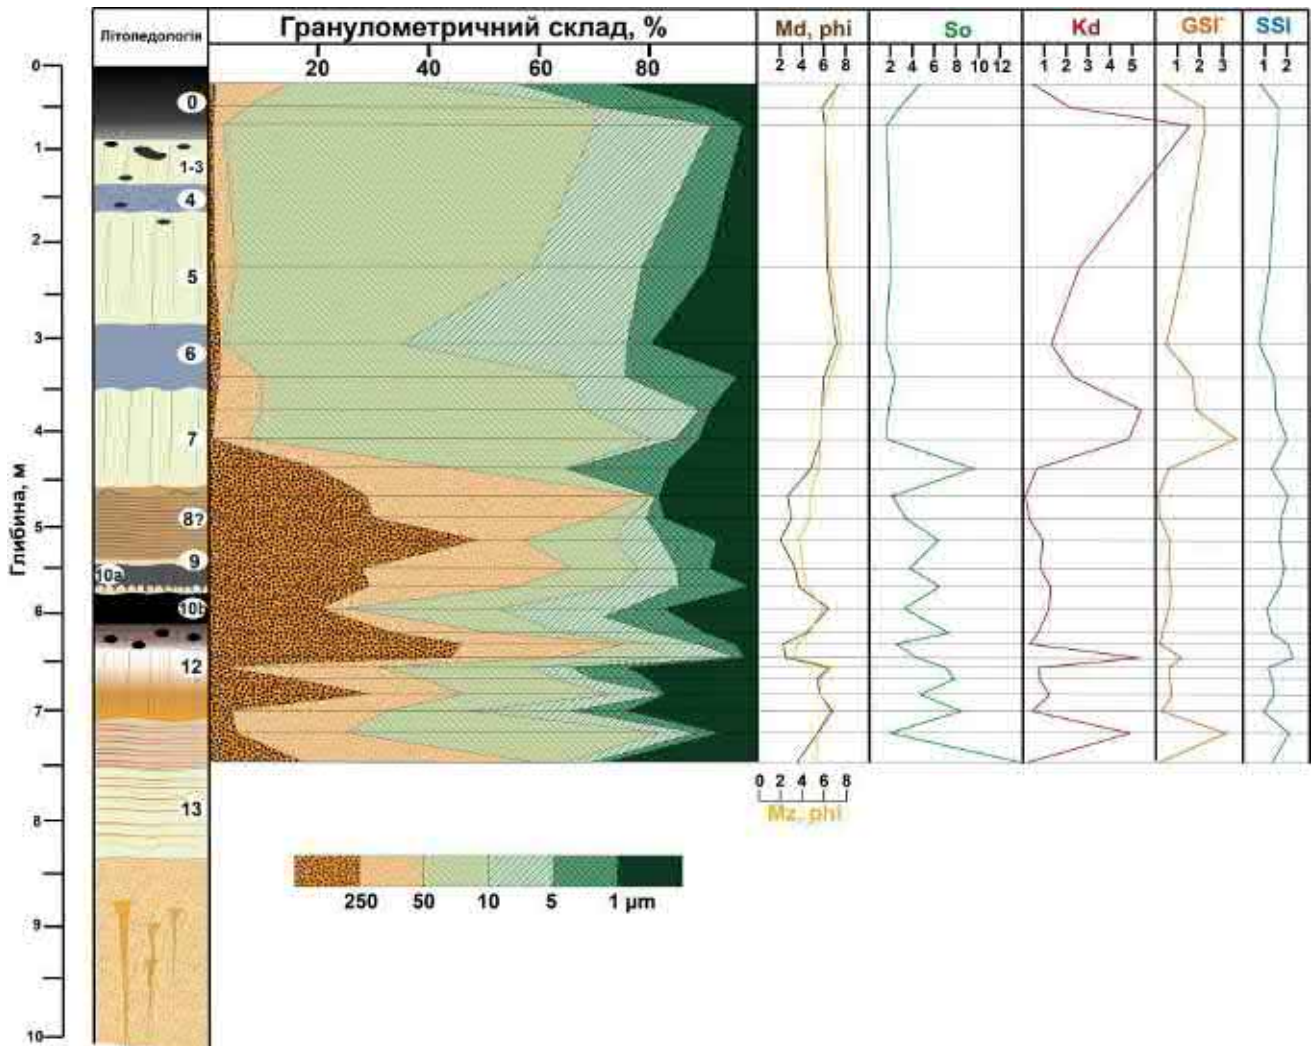 Літопедологія
Гранулометричний склад, %
Md, phi
So
Kd
GSI
SSI
20 40 60 80
2 4 6 8
2 4 6 8 10 12
1 2 3 4 5
1 2 3
1 2
0
1
2
3
4
5
6
7
8
9
10
Глибина, м
0
1-3
4
5
6
7
8?
9
10a
10b
12
13
0 2 4 6 8
Mz, phi
250 50 10 5 1 µm